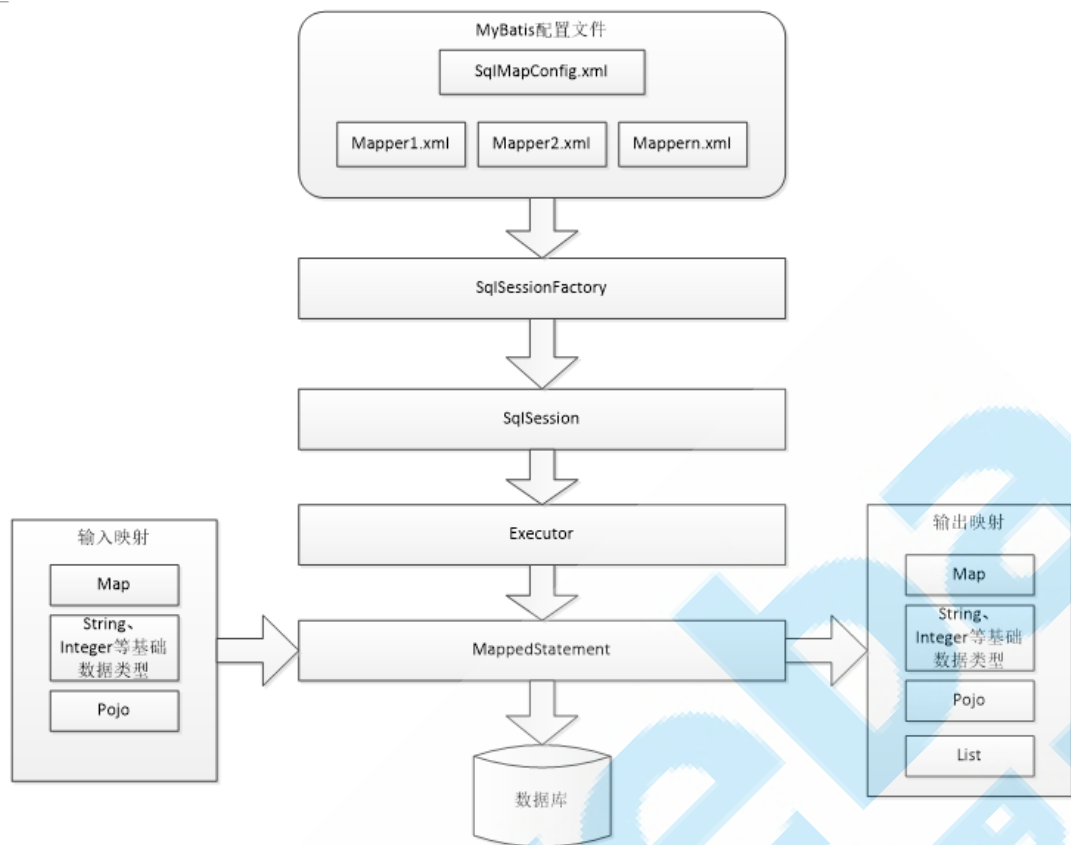 MyBatis配置文件
SqlMapConfig.xml
Mapper1.xml
Mapper2.xml
Mappern.xml
SqlSessionFactory
SqlSession
Executor
输入映射
Map
String、
Integer等基础
数据类型
Pojo
MappedStatement
输出映射
Map
String、
Integer等基础
数据类型
Pojo
List
数据库